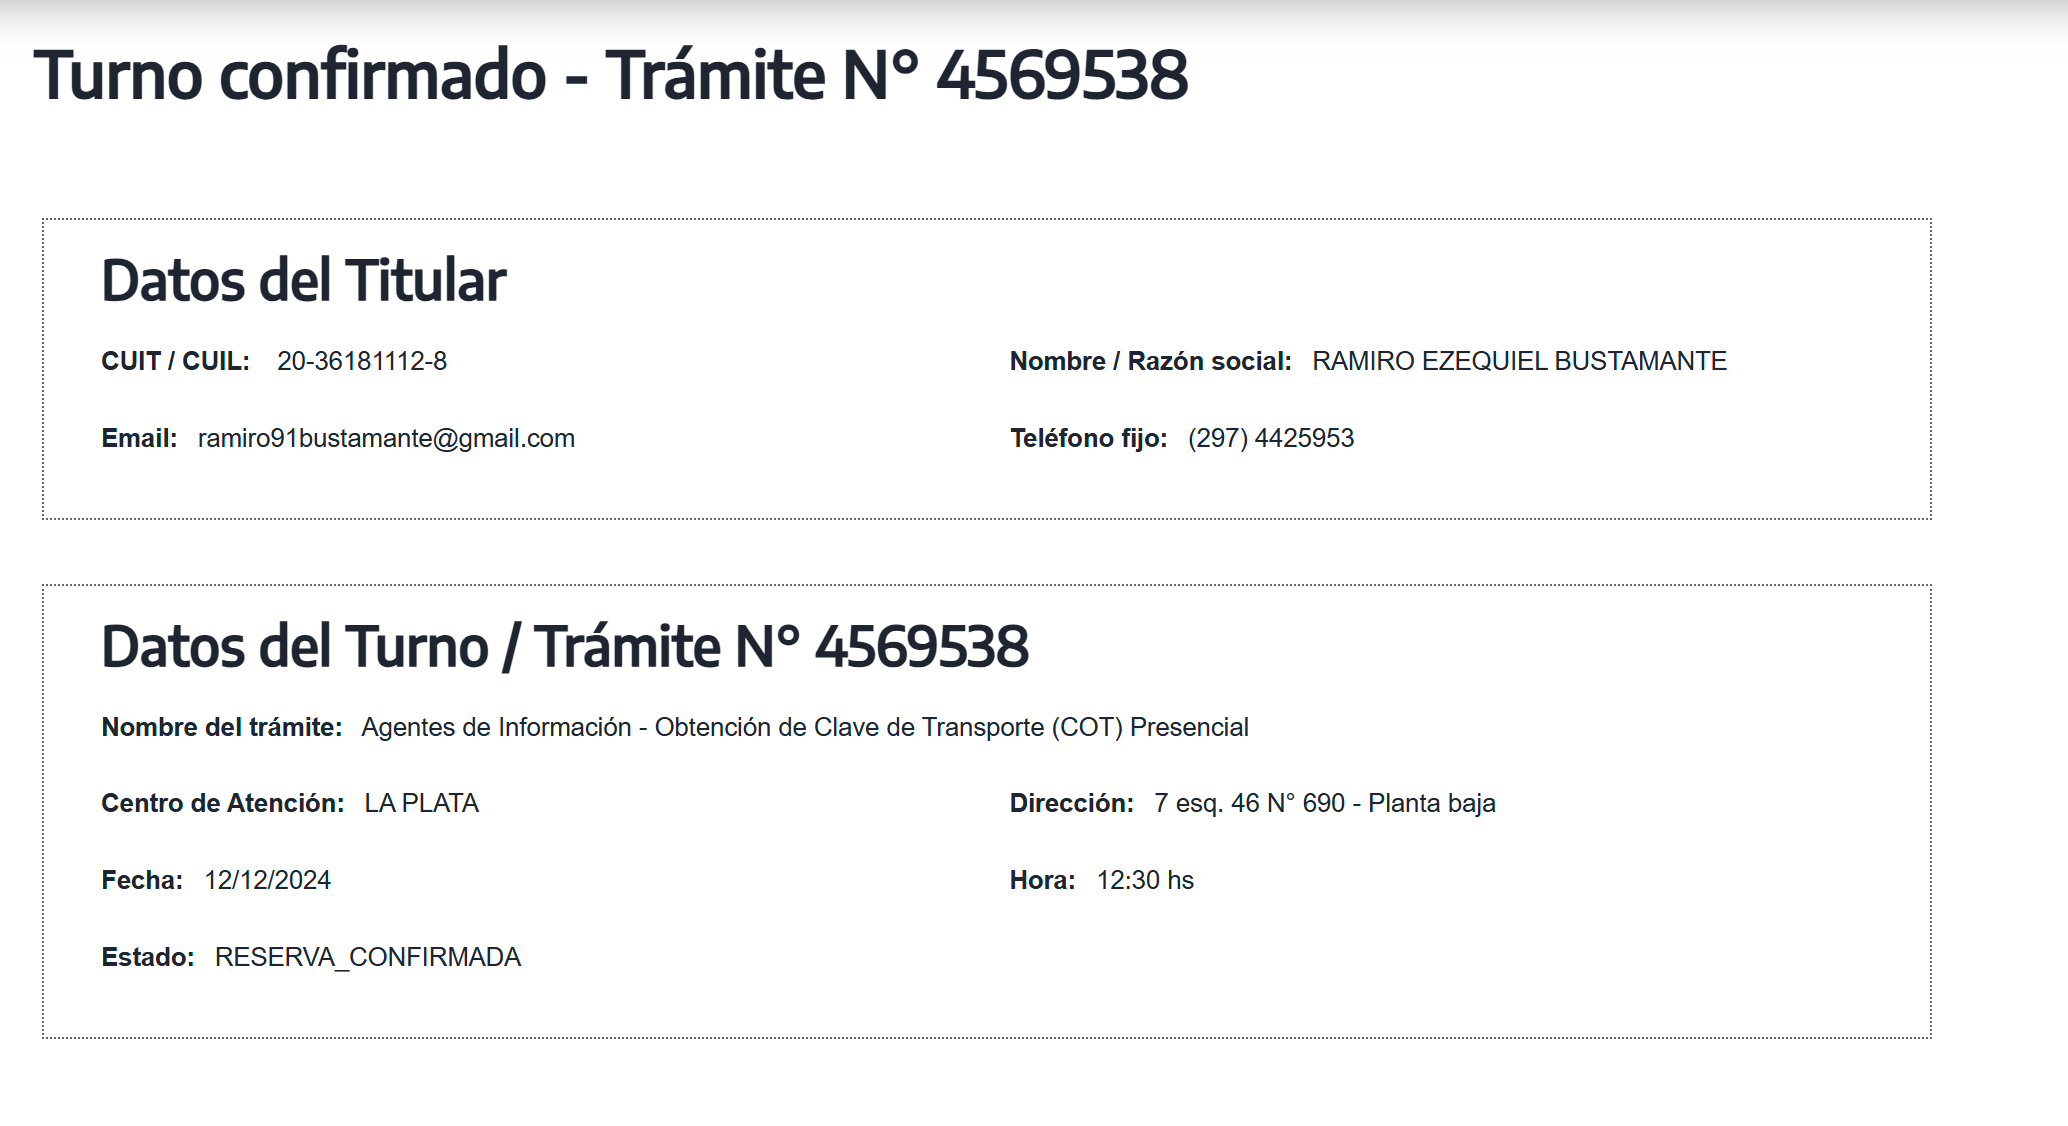 Turno confirmado - Trámite N° 4569538
Datos del Titular
CUIT / CUIL: 20-36181112-8
Nombre / Razón social: RAMIRO EZEQUIEL BUSTAMANTE
Email: ramiro91bustamante@gmail.com
Teléfono fijo: (297) 4425953
Datos del Turno / Trámite N° 4569538
Nombre del trámite: Agentes de Información - Obtención de Clave de Transporte (COT) Presencial
Centro de Atención: LA PLATA
Dirección: 7 esq. 46 N° 690 - Planta baja
Fecha: 12/12/2024
Hora: 12:30 hs
Estado: RESERVA_CONFIRMADA